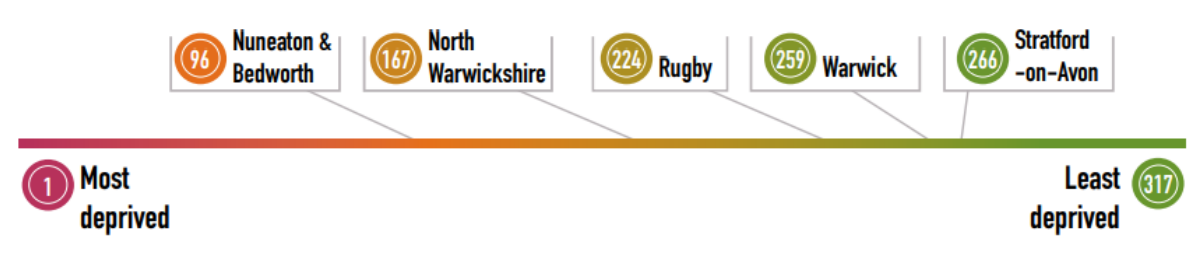 96 Nuneaton &
Bedworth
167 North
Warwickshire
224 Rugby
259 Warwick
266 Stratford
-on-Avon
1 Most
deprived
Least 317
deprived